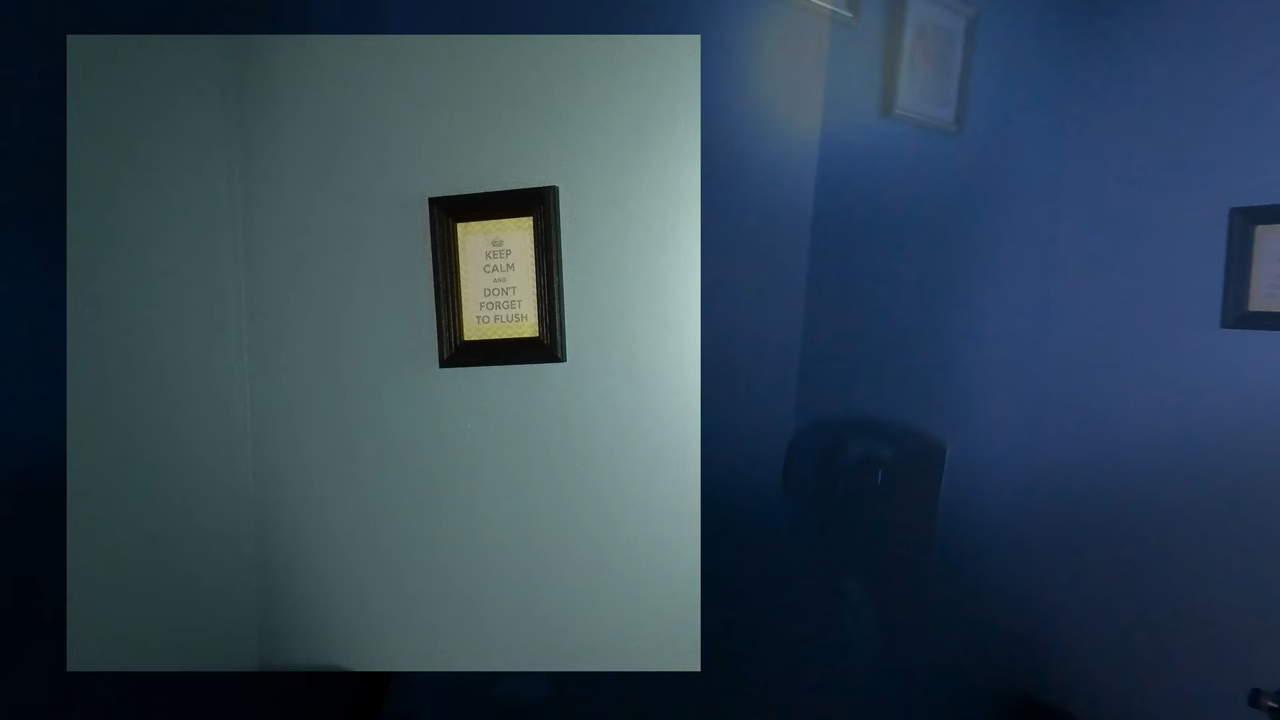 KEEP
CALM
AND
DON'T
FORGET
TO FLUSH